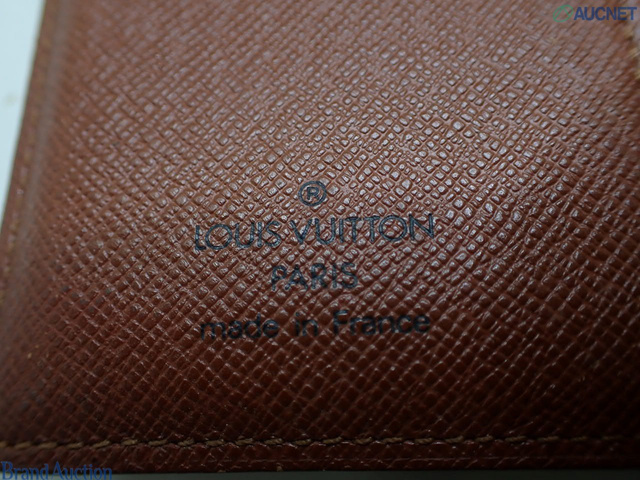 AUCNET
®
LOUIS VUITTON
PARIS
made in France
Brand Auction